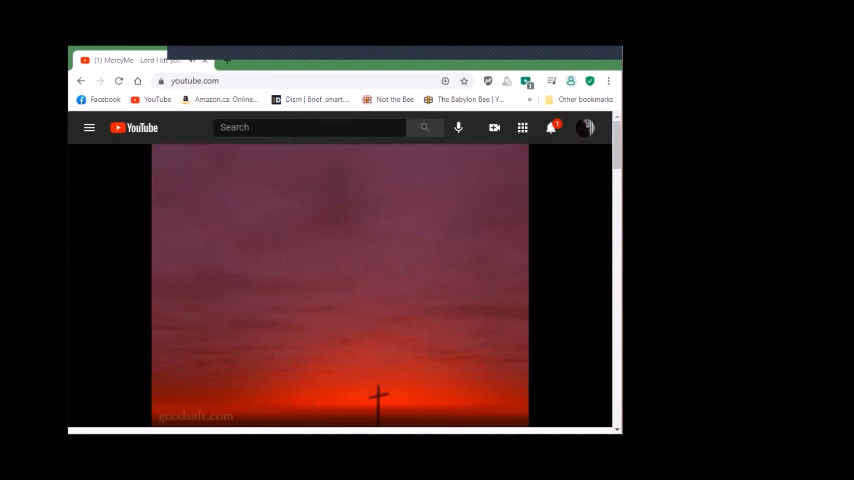 (1) MercyMe - Lord I lift you
youtube.com
1
Facebook YouTube Amazon.ca: Online... Disrn | Brief. smart.... Not the Bee The Babylon Bee | Y... » Other bookmarks
YouTube Search 1
goodsalt.com